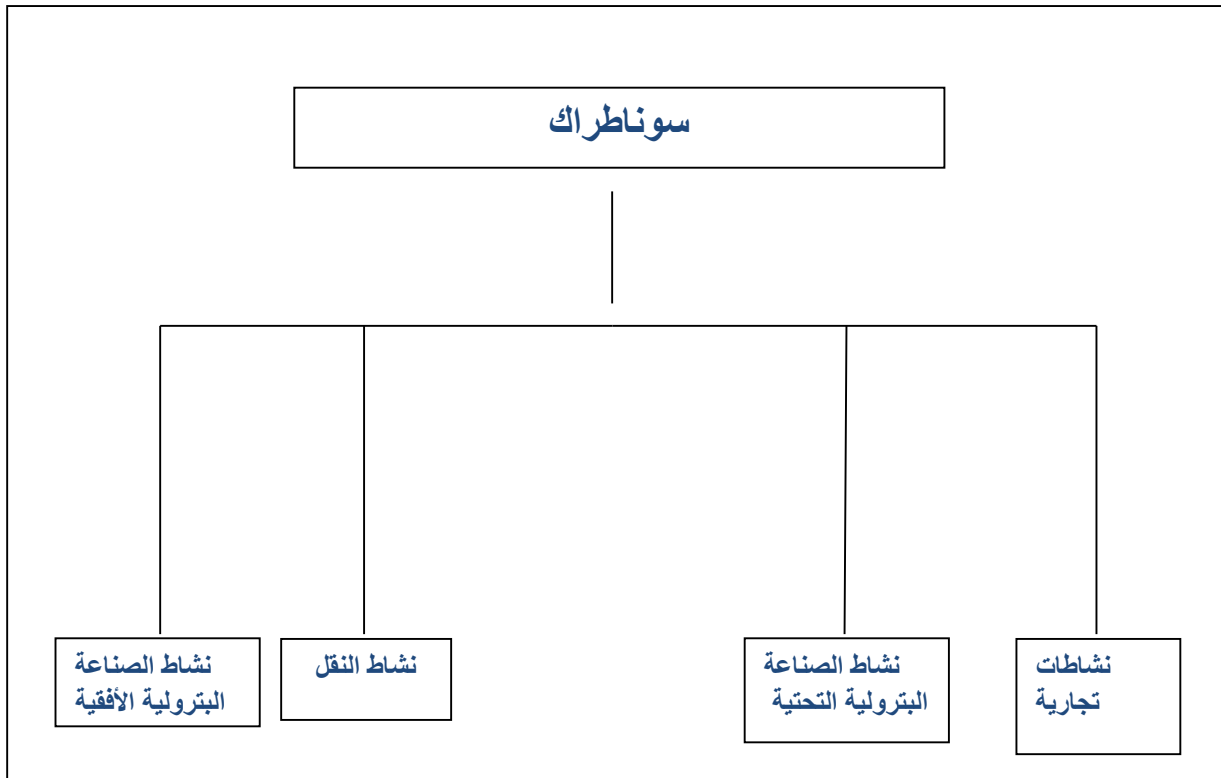 سوناطراك
نشاطات
تجارية
نشاط الصناعة
البترولية التحتية
نشاط النقل
نشاط الصناعة
البترولية الأفقية